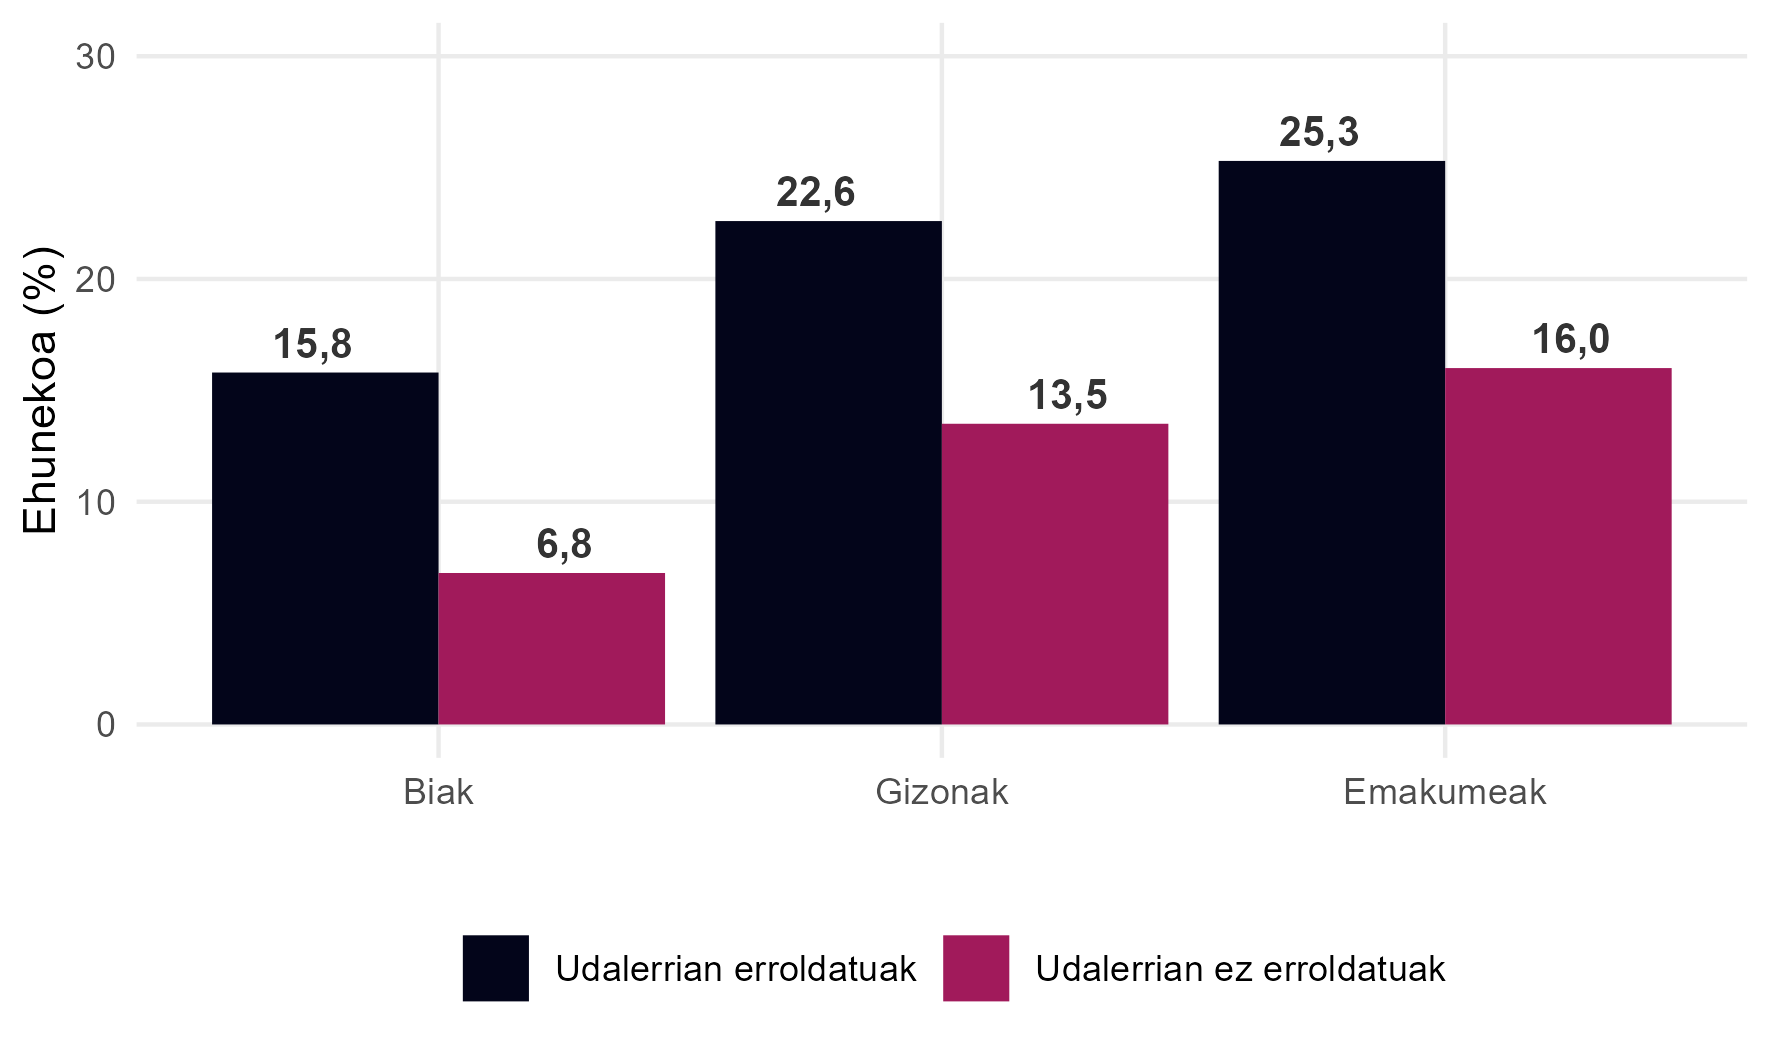 Ehunekoa (%)
30
20
10
0
15,8
6,8
22,6
13,5
25,3
16,0
Biak
Gizonak
Emakumeak
Udalerrian erroldatuak
Udalerrian ez erroldatuak